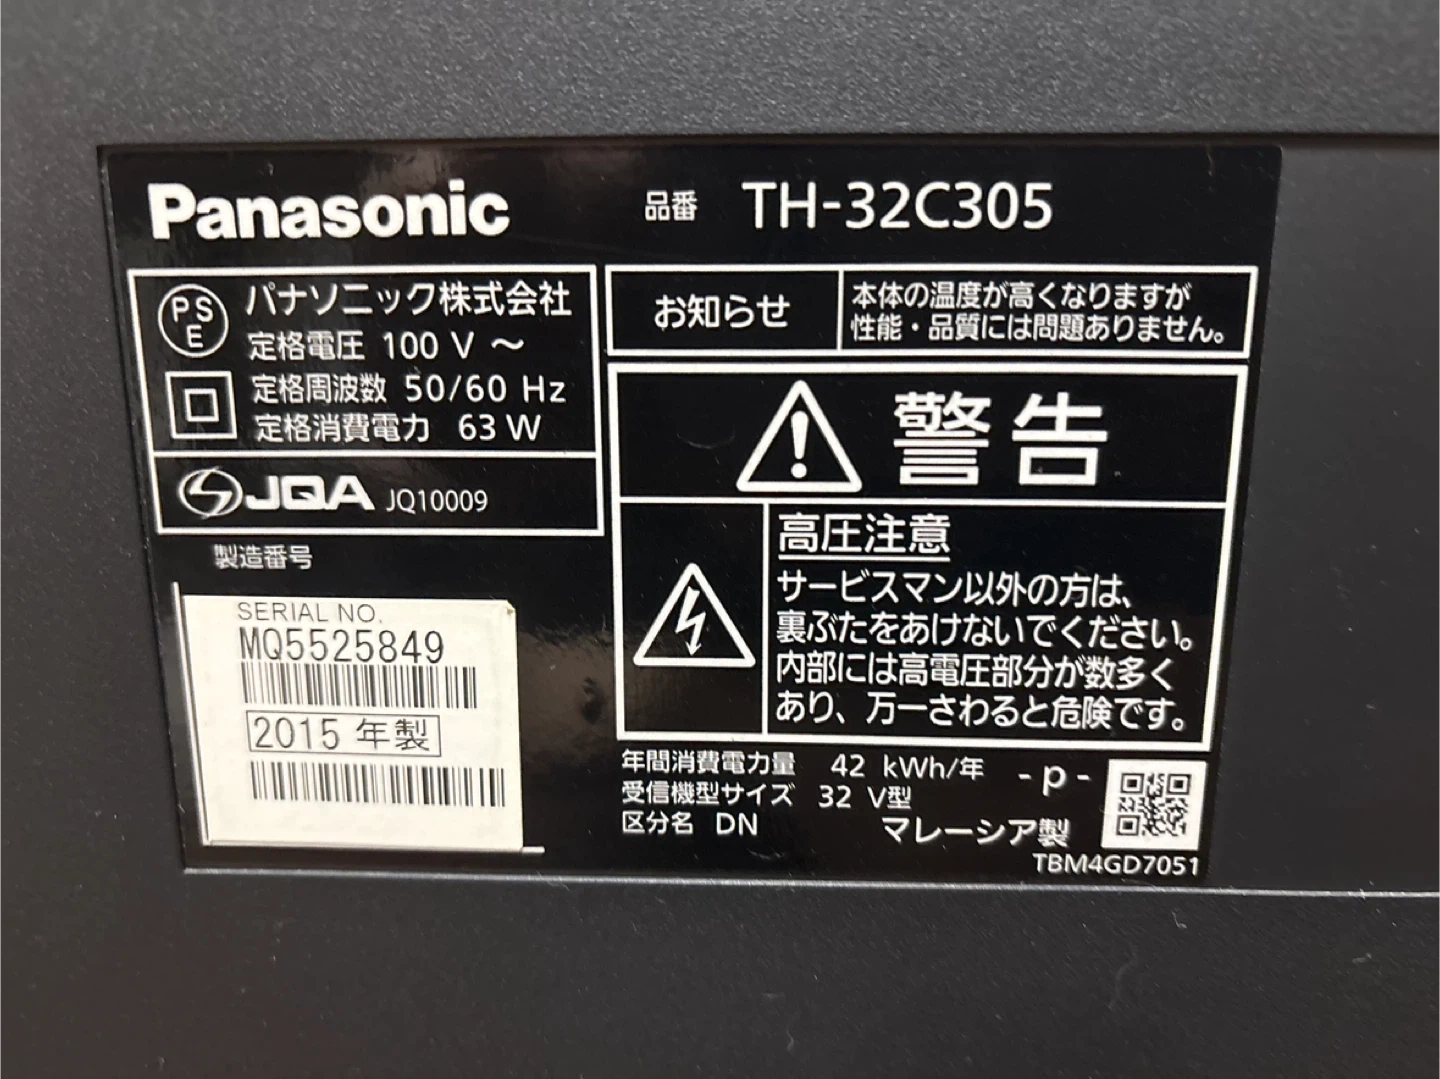 Panasonic 品番 TH-32C305
PS
E
パナソニック株式会社
定格電圧 100 V ～
定格周波数 50/60 Hz
定格消費電力 63 W
JQA JQ10009
製造番号
SERIAL NO.
MQ5525849
2015 年製
お知らせ
本体の温度が高くなりますが
性能・品質には問題ありません。
警告
高圧注意
サービスマン以外の方は、
裏ぶたをあけないでください。
内部には高電圧部分が数多く
あり、万一さわると危険です。
年間消費電力量 42 kWh/年 - p -
受信機型サイズ 32 V型
区分名 DN マレーシア製
TBM4GD7051